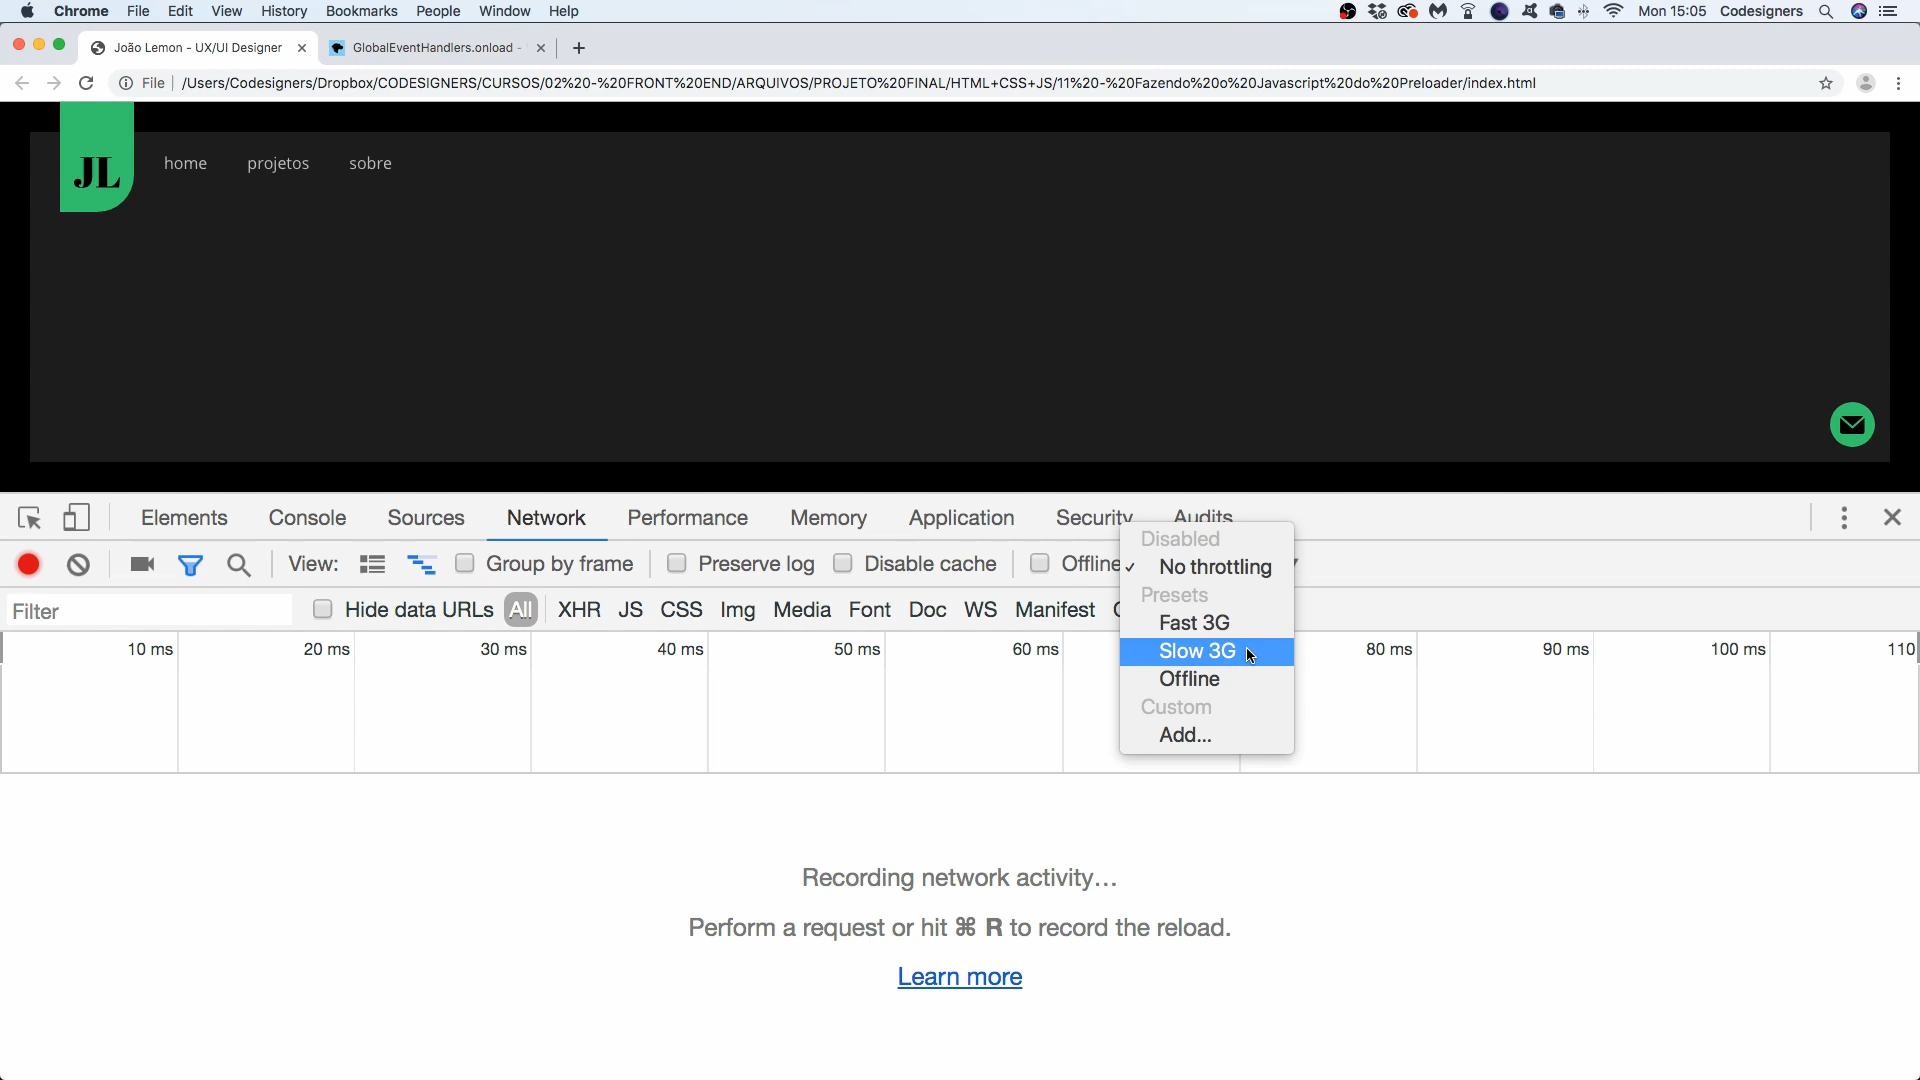 Chrome File Edit View History Bookmarks People Window Help Mon 15:05 Codesigners
João Lemon - UX/UI Designer GlobalEventHandlers.onload -
File /Users/Codesigners/Dropbox/CODESIGNERS/CURSOS/02%20-%20FRONT%20END/ARQUIVOS/PROJETO%20FINAL/HTML+CSS+JS/11%20-%20Fazendo%20o%20Javascript%20do%20Preloader/index.html
JL home projetos sobre
Elements Console Sources Network Performance Memory Application Security Audits
View: Group by frame Preserve log Disable cache Offline
Filter Hide data URLs All XHR JS CSS Img Media Font Doc WS Manifest
Disabled
No throttling
Presets
Fast 3G
Slow 3G
Offline
Custom
Add...
10 ms 20 ms 30 ms 40 ms 50 ms 60 ms 80 ms 90 ms 100 ms 110
Recording network activity…
Perform a request or hit ⌘ R to record the reload.
Learn more